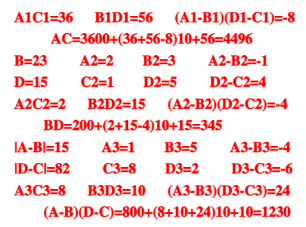 A1C1=36 B1D1=56 (A1-B1)(D1-C1)=-8
AC=3600+(36+56-8)10+56=4496
B=23 A2=2 B2=3 A2-B2=-1
D=15 C2=1 D2=5 D2-C2=4
A2C2=2 B2D2=15 (A2-B2)(D2-C2)=-4
BD=200+(2+15-4)10+15=345
|A-B|=15 A3=1 B3=5 A3-B3=-4
|D-C|=82 C3=8 D3=2 D3-C3=-6
A3C3=8 B3D3=10 (A3-B3)(D3-C3)=24
(A-B)(D-C)=800+(8+10+24)10+10=1230